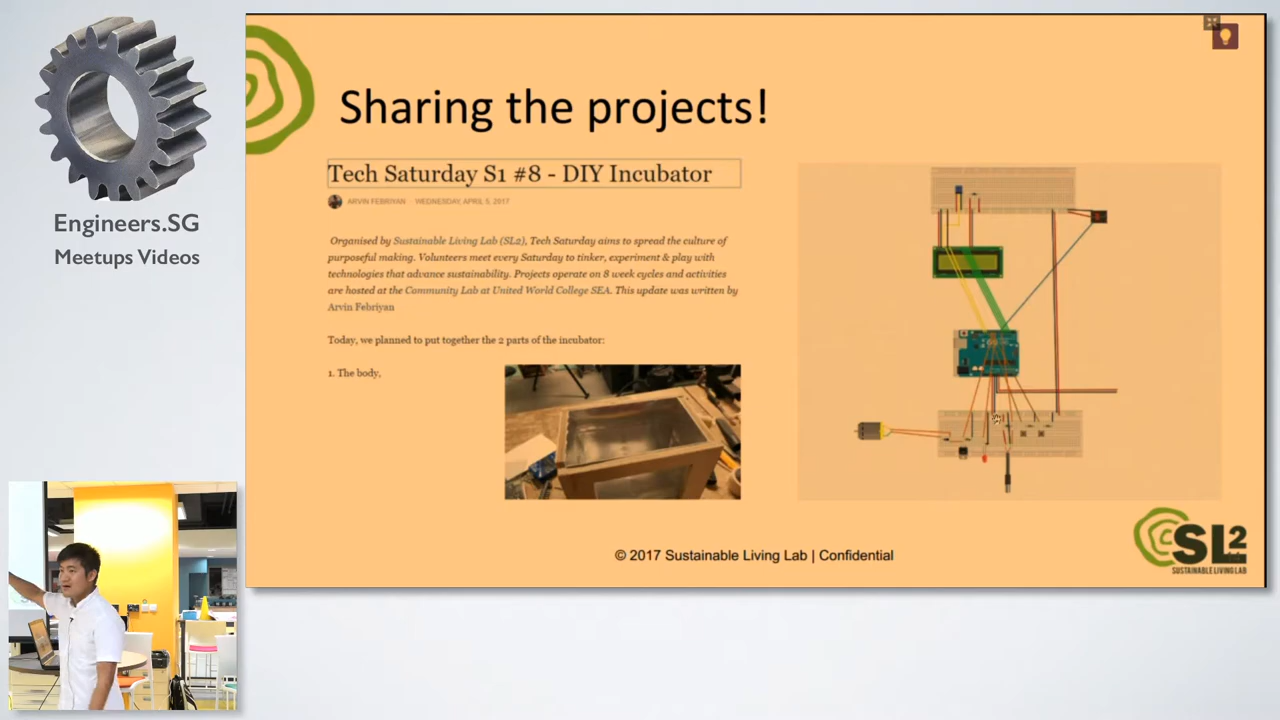 Engineers.SG
Meetups Videos
Sharing the projects!
Tech Saturday S1 #8 - DIY Incubator
ARVIN FEBRIYAN · WEDNESDAY, APRIL 5, 2017
Organised by Sustainable Living Lab (SL2), Tech Saturday aims to spread the culture of
purposeful making. Volunteers meet every Saturday to tinker, experiment & play with
technologies that advance sustainability. Projects operate on 8 week cycles and activities
are hosted at the Community Lab at United World College SEA. This update was written by
Arvin Febriyan
Today, we planned to put together the 2 parts of the incubator:
1. The body,
© 2017 Sustainable Living Lab | Confidential
SL2
SUSTAINABLE LIVING LAB